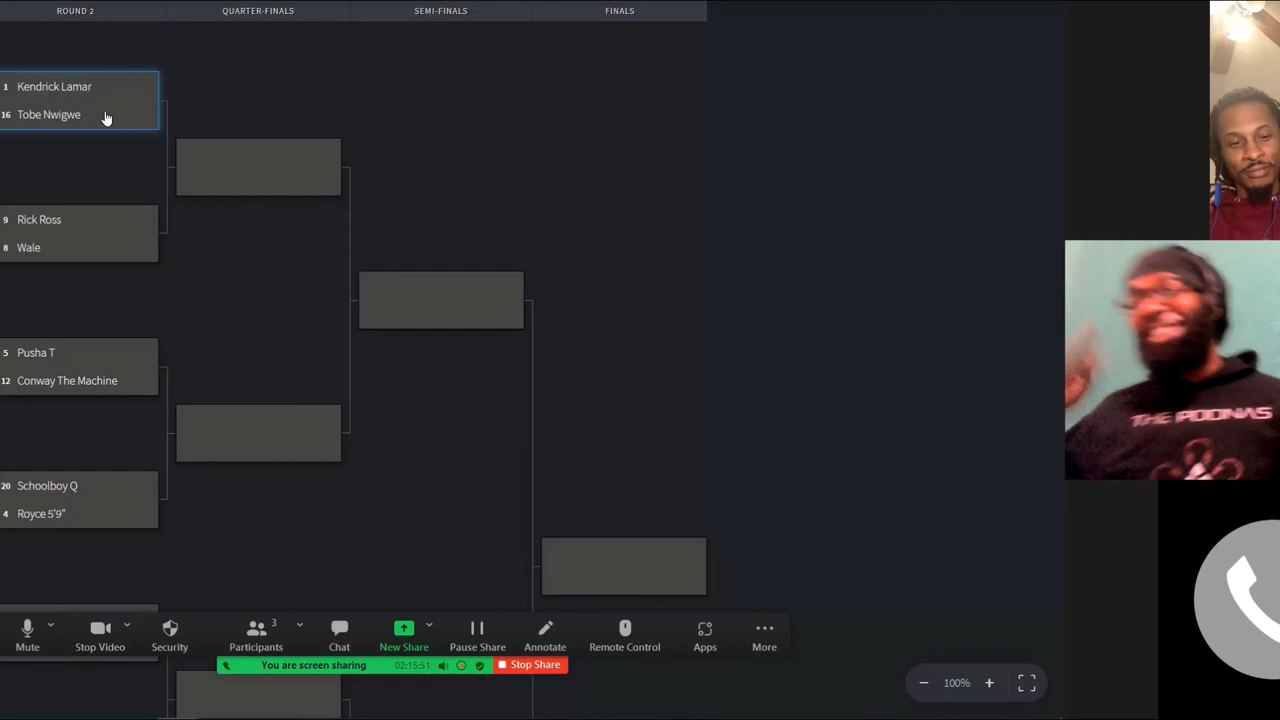 ROUND 2
QUARTER-FINALS
SEMI-FINALS
FINALS
1 Kendrick Lamar
16 Tobe Nwigwe
9 Rick Ross
8 Wale
5 Pusha T
12 Conway The Machine
20 Schoolboy Q
4 Royce 5'9"
THE POONAS
Mute
Stop Video
Security
Participants 3
Chat
New Share
Pause Share
Annotate
Remote Control
Apps
More
You are screen sharing 02:15:51 Stop Share
100%